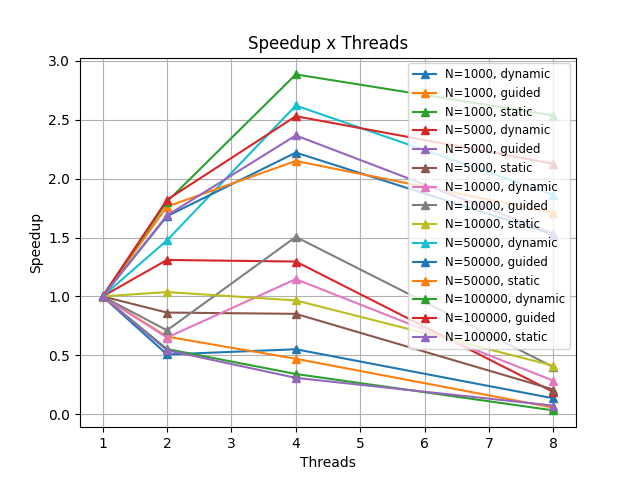 Speedup x Threads
3.0
2.5
2.0
1.5
1.0
0.5
0.0
Speedup
1 2 3 4 5 6 7 8
Threads
N=1000, dynamic
N=1000, guided
N=1000, static
N=5000, dynamic
N=5000, guided
N=5000, static
N=10000, dynamic
N=10000, guided
N=10000, static
N=50000, dynamic
N=50000, guided
N=50000, static
N=100000, dynamic
N=100000, guided
N=100000, static